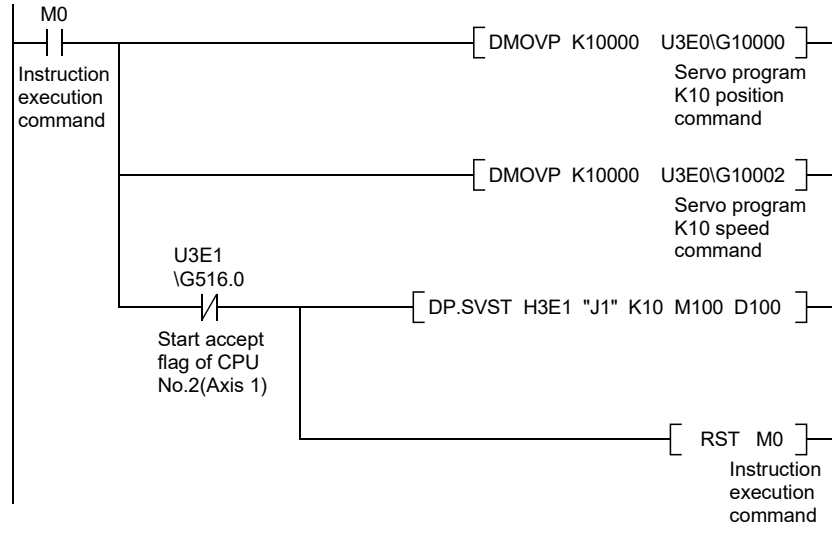 M0
Instruction
execution
command
DMOVP K10000 U3E0\G10000
Servo program
K10 position
command
DMOVP K10000 U3E0\G10002
Servo program
K10 speed
command
U3E1
\G516.0
DP.SVST H3E1 "J1" K10 M100 D100
Start accept
flag of CPU
No.2(Axis 1)
RST M0
Instruction
execution
command